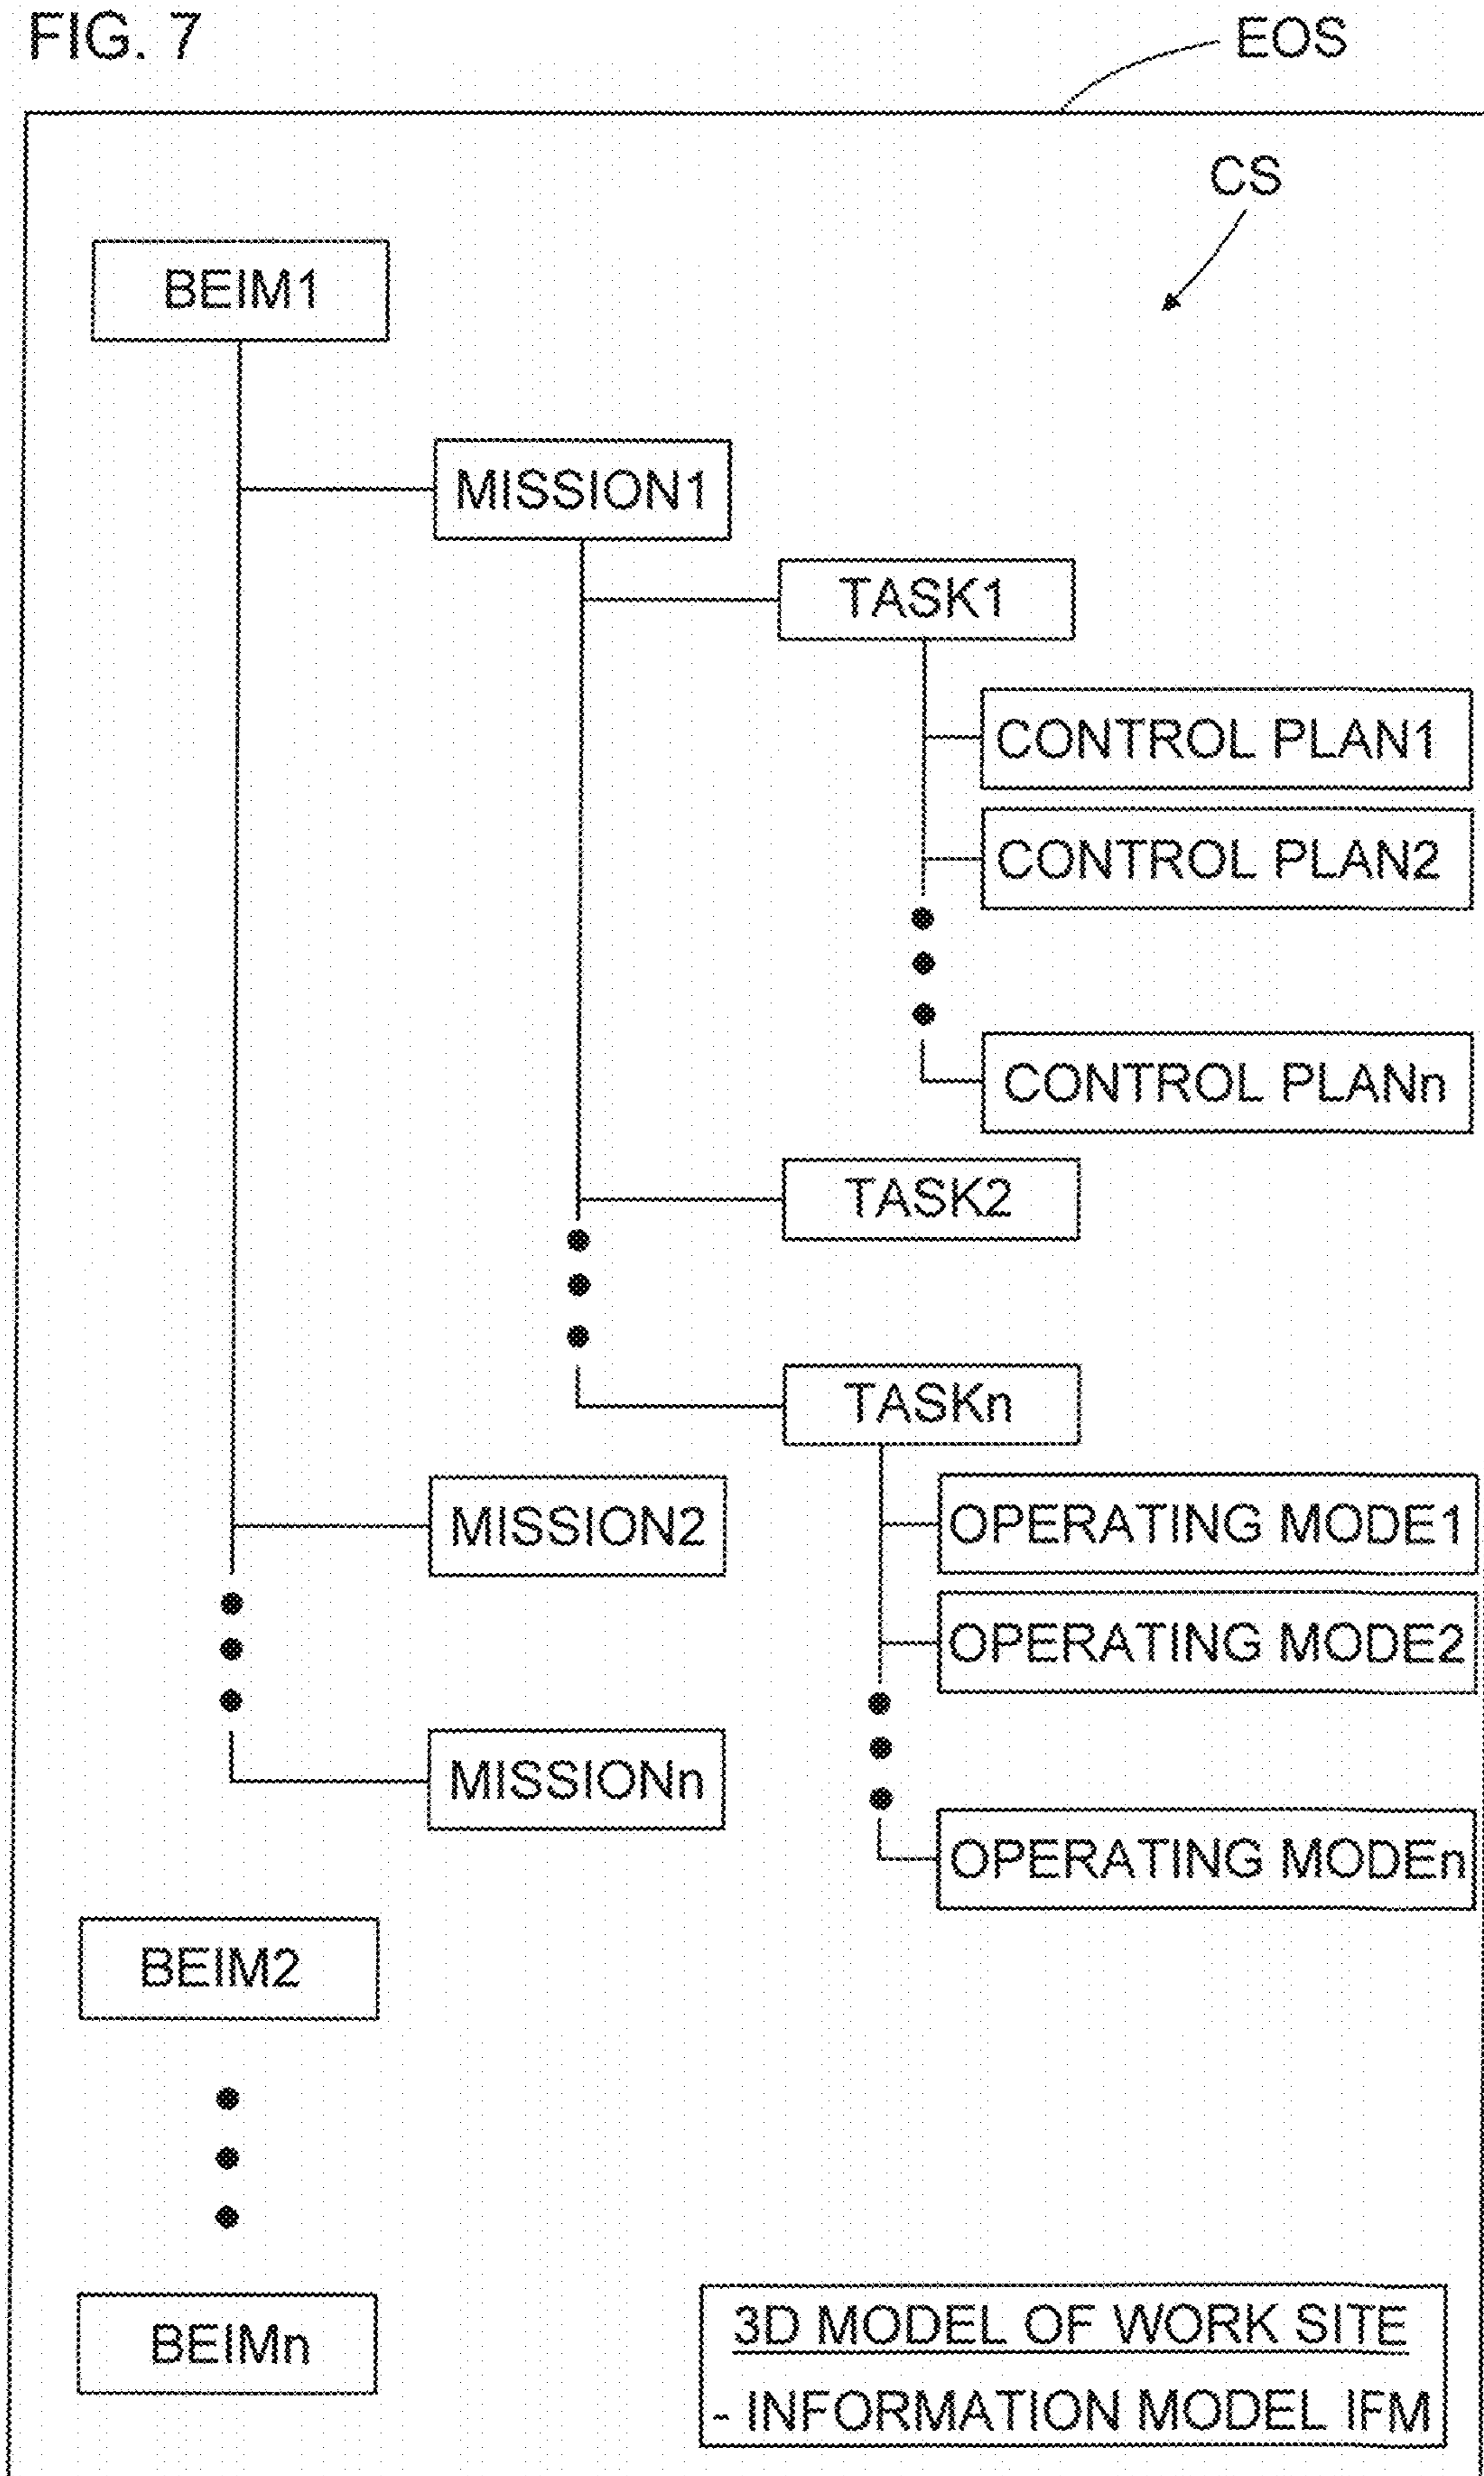 FIG. 7
EOS
CS
BEIM1
MISSION1
TASK1
CONTROL PLAN1
CONTROL PLAN2
CONTROL PLANn
TASK2
TASKn
OPERATING MODE1
MISSION2
OPERATING MODE2
MISSIONn
OPERATING MODEn
BEIM2
BEIMn
3D MODEL OF WORK SITE
- INFORMATION MODEL IFM